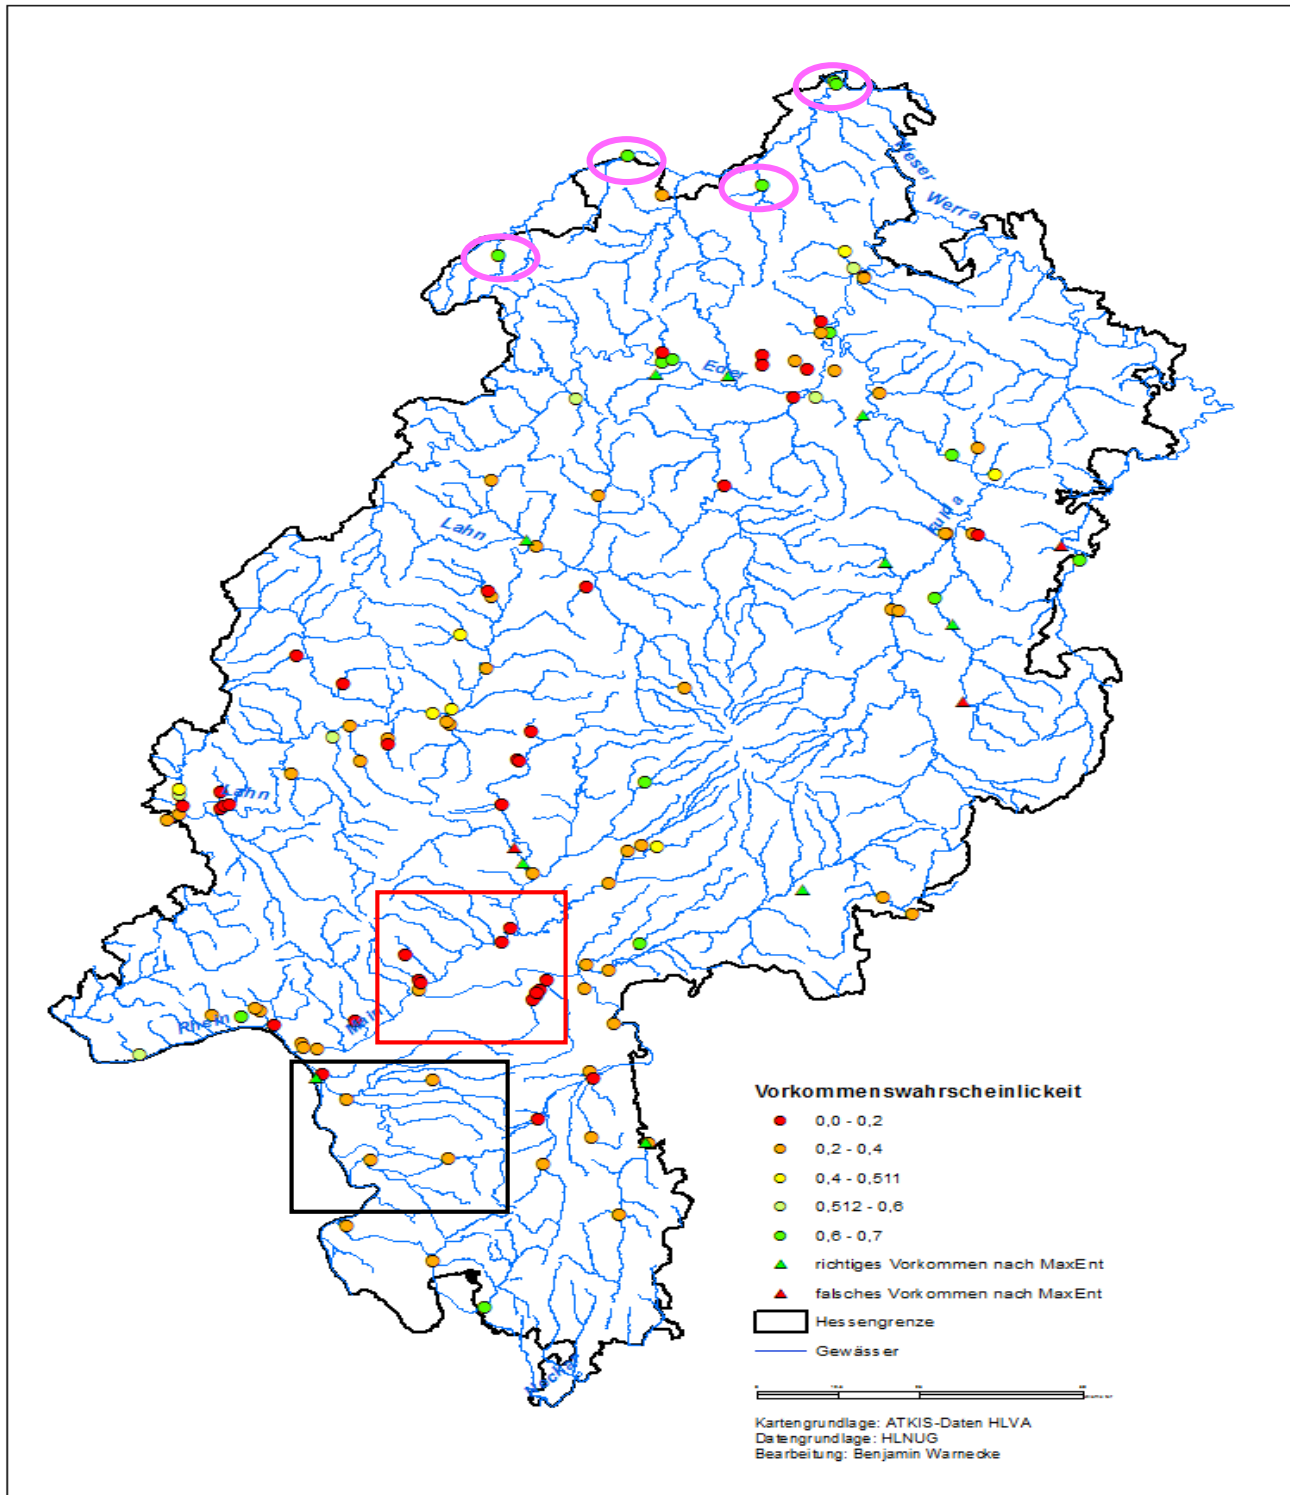 Weser
Werra
Eder
Fulda
Lahn
Lahn
Main
Rhein
Neckar
Vorkommenswahrscheinlickeit
0,0 - 0,2
0,2 - 0,4
0,4 - 0,511
0,512 - 0,6
0,6 - 0,7
richtiges Vorkommen nach MaxEnt
falsches Vorkommen nach MaxEnt
Hessengrenze
Gewässer
Kartengrundlage: ATKIS-Daten HLVA
Datengrundlage: HLNUG
Bearbeitung: Benjamin Warnecke